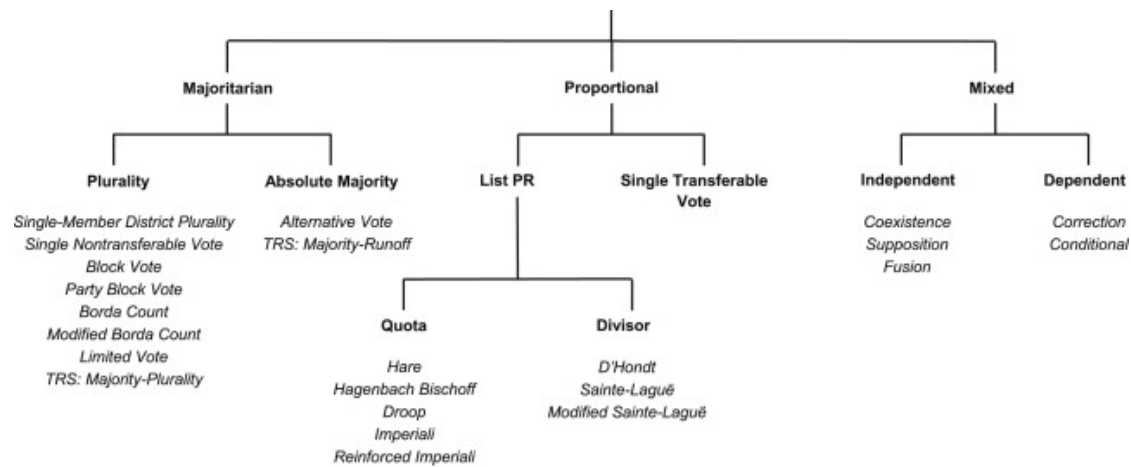 Majoritarian
Proportional
Mixed
Plurality
Absolute Majority
List PR
Single Transferable
Vote
Independent
Dependent
Single-Member District Plurality
Single Nontransferable Vote
Block Vote
Party Block Vote
Borda Count
Modified Borda Count
Limited Vote
TRS: Majority-Plurality
Alternative Vote
TRS: Majority-Runoff
Coexistence
Supposition
Fusion
Correction
Conditional
Quota
Divisor
Hare
Hagenbach Bischoff
Droop
Imperiali
Reinforced Imperiali
D'Hondt
Sainte-Laguë
Modified Sainte-Laguë